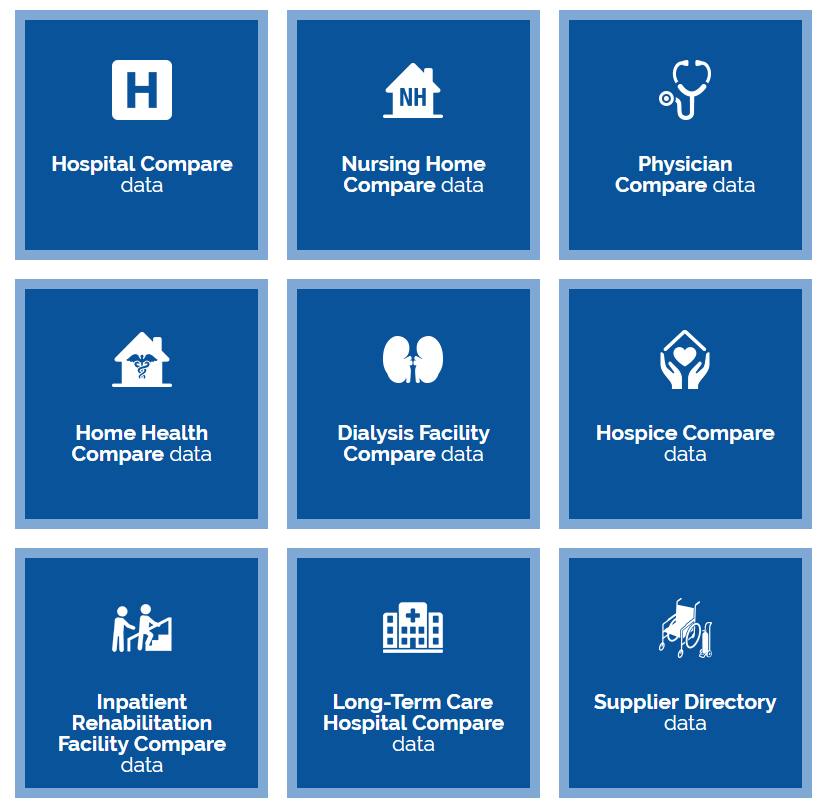 H
Hospital Compare
data
NH
Nursing Home
Compare data
Physician
Compare data
Home Health
Compare data
Dialysis Facility
Compare data
Hospice Compare
data
Inpatient
Rehabilitation
Facility Compare
data
Long-Term Care
Hospital Compare
data
Supplier Directory
data